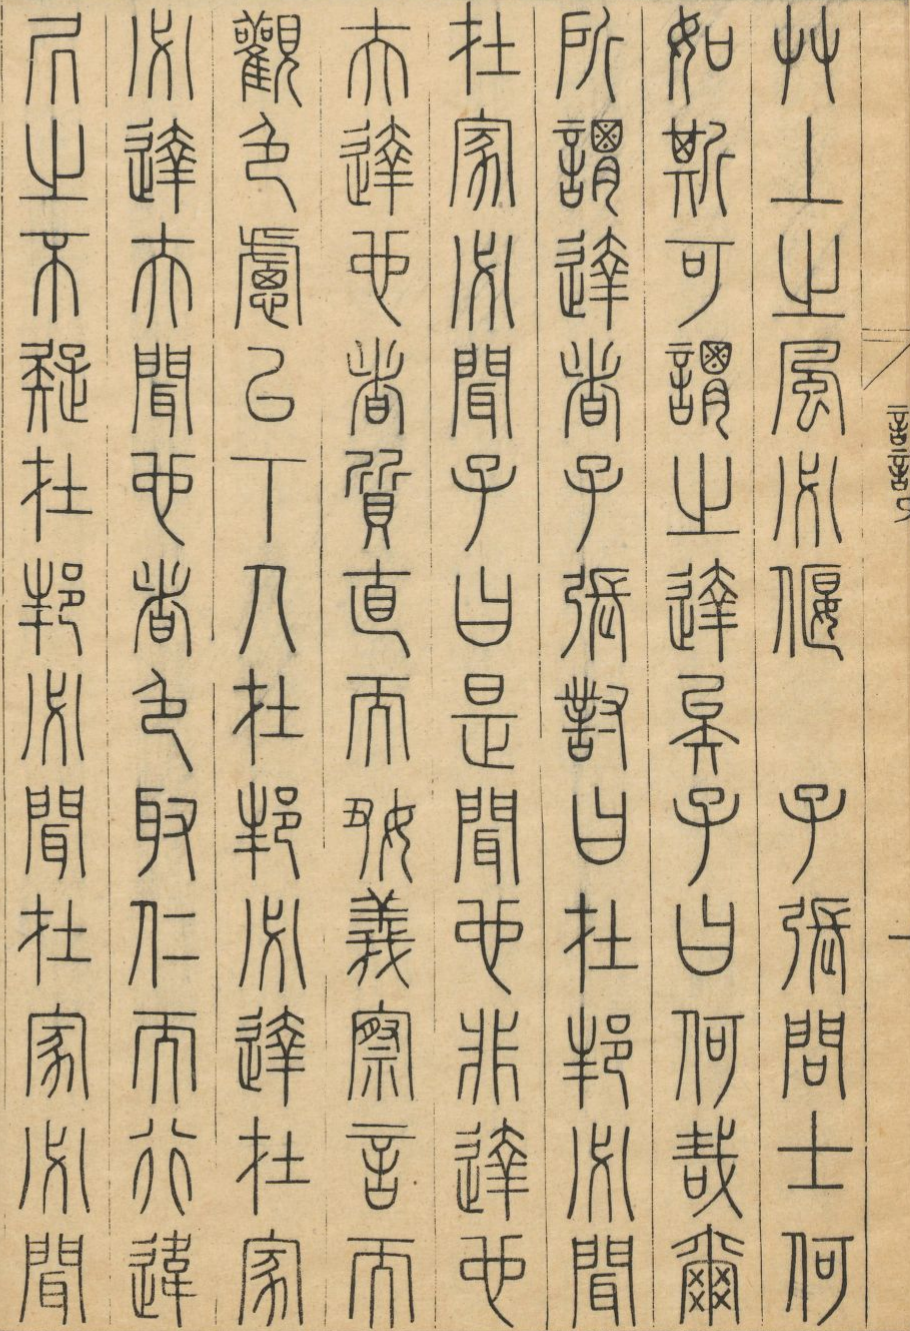 艸上之風必偃　子張問士何
如斯可謂之達矣子曰何哉爾
所謂達者子張對曰在邦必聞
在家必聞子曰是聞也非達也
夫達也者質直而好義察言而
觀色慮以下人在邦必達在家
必達夫聞也者色取仁而行違
凥之不疑在邦必聞在家必聞